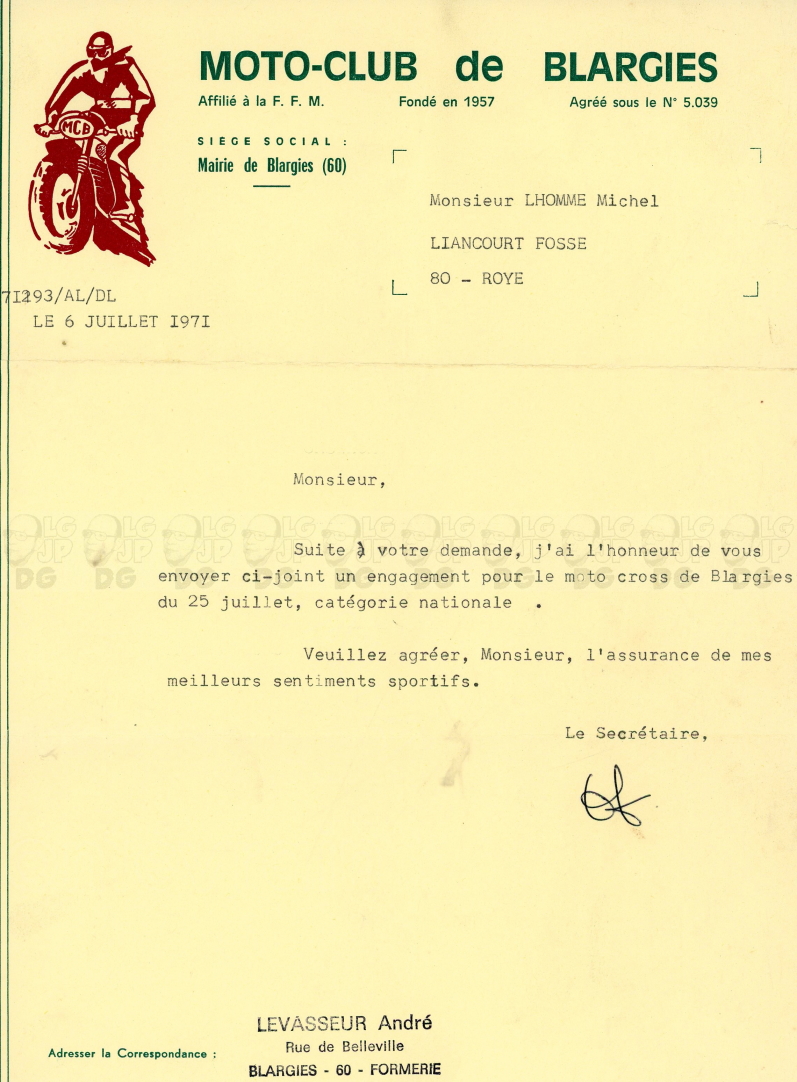 MOTO-CLUB de BLARGIES
Affilié à la F. F. M. Fondé en 1957 Agréé sous le N° 5.039
SIEGE SOCIAL :
Mairie de Blargies (60)
MCB
Monsieur LHOMME Michel
LIANCOURT FOSSE
80 - ROYE
71293/AL/DL
LE 6 JUILLET I97I
Monsieur,
Suite à votre demande, j'ai l'honneur de vous
envoyer ci-joint un engagement pour le moto cross de Blargies
du 25 juillet, catégorie nationale .
Veuillez agréer, Monsieur, l'assurance de mes
meilleurs sentiments sportifs.
Le Secrétaire,
LEVASSEUR André
Rue de Belleville
Adresser la Correspondance :
BLARGIES - 60 - FORMERIE
LG JP DG